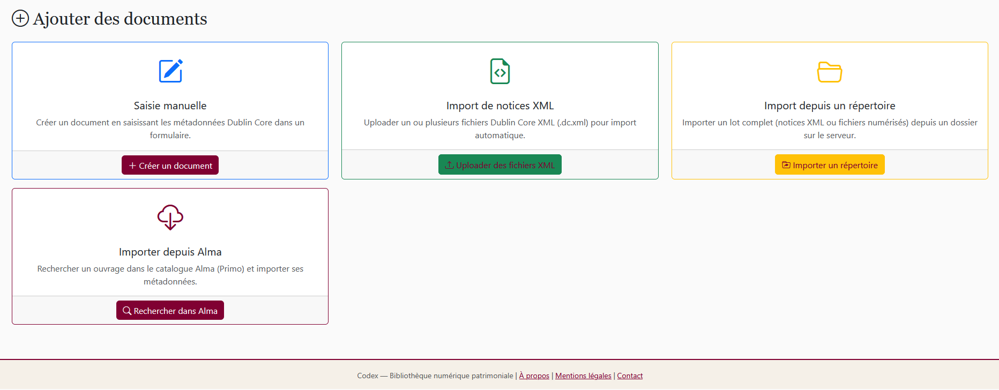 Ajouter des documents
Saisie manuelle
Créer un document en saisissant les métadonnées Dublin Core dans un
formulaire.
Créer un document
Import de notices XML
Uploader un ou plusieurs fichiers Dublin Core XML (.dc.xml) pour import
automatique.
Uploader des fichiers XML
Import depuis un répertoire
Importer un lot complet (notices XML ou fichiers numérisés) depuis un dossier
sur le serveur.
Importer un répertoire
Importer depuis Alma
Rechercher un ouvrage dans le catalogue Alma (Primo) et importer ses
métadonnées.
Rechercher dans Alma
Codex — Bibliothèque numérique patrimoniale | À propos | Mentions légales | Contact